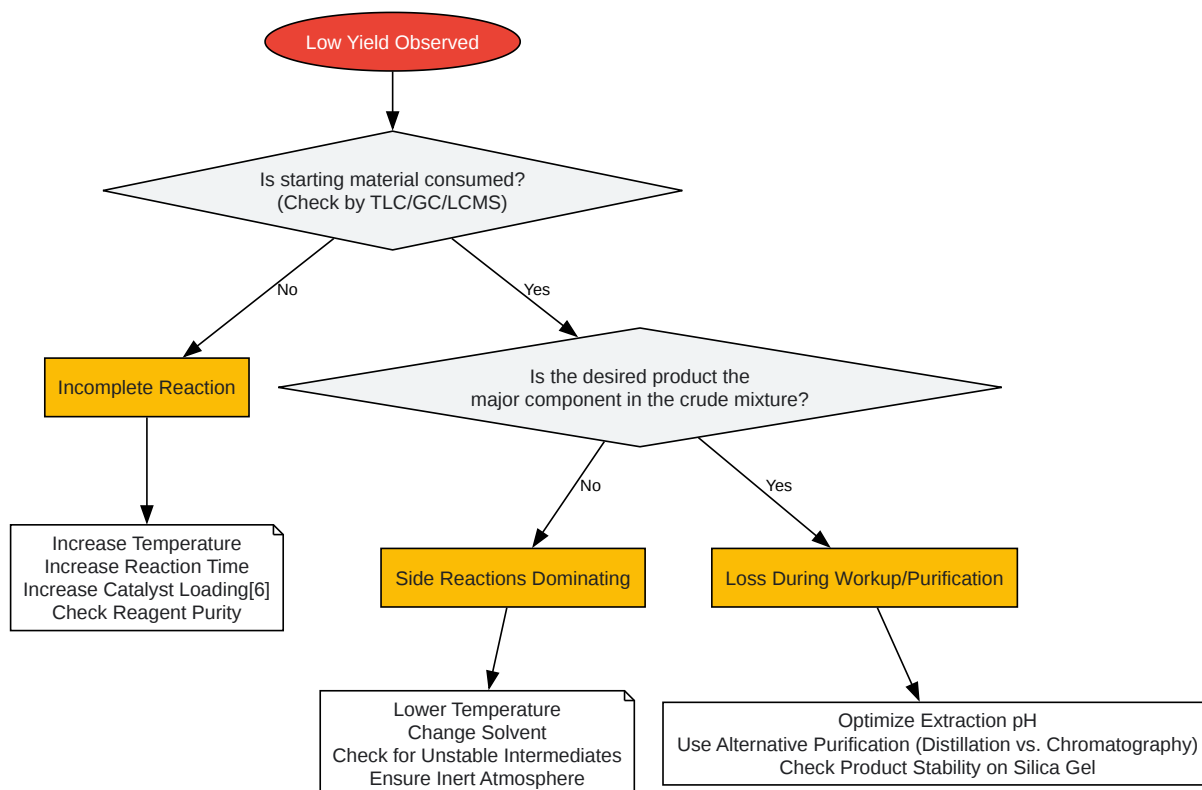 Low Yield Observed
Is starting material consumed?
(Check by TLC/GC/LCMS)
No
Yes
Incomplete Reaction
Is the desired product the
major component in the crude mixture?
No
Yes
Increase Temperature
Increase Reaction Time
Increase Catalyst Loading[6]
Check Reagent Purity
Side Reactions Dominating
Loss During Workup/Purification
Lower Temperature
Change Solvent
Check for Unstable Intermediates
Ensure Inert Atmosphere
Optimize Extraction pH
Use Alternative Purification (Distillation vs. Chromatography)
Check Product Stability on Silica Gel